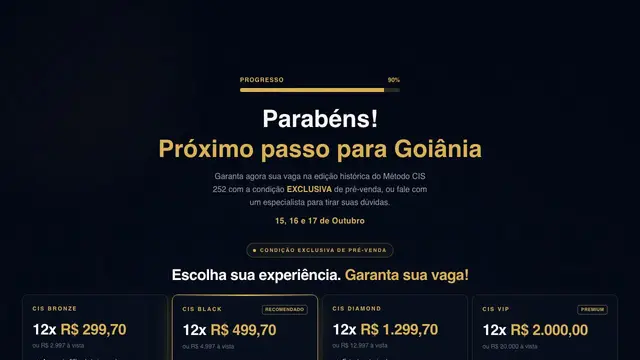 PROGRESSO 90%
Parabéns!
Próximo passo para Goiânia
Garanta agora sua vaga na edição histórica do Método CIS
252 com a condição EXCLUSIVA de pré-venda, ou fale com
um especialista para tirar suas dúvidas.
15, 16 e 17 de Outubro
CONDIÇÃO EXCLUSIVA DE PRÉ-VENDA
Escolha sua experiência. Garanta sua vaga!
CIS BRONZE
12x R$ 299,70
ou R$ 2.997 à vista
CIS BLACK RECOMENDADO
12x R$ 499,70
ou R$ 4.997 à vista
CIS DIAMOND
12x R$ 1.299,70
ou R$ 12.997 à vista
CIS VIP PREMIUM
12x R$ 2.000,00
ou R$ 20.000 à vista